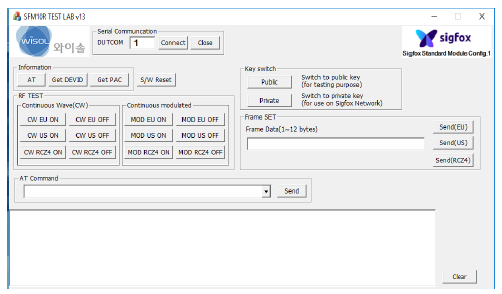 SFM10R TEST LAB v13
Serial Communcation
DUT COM 1 Connect Close
WiSOL 와이솔
sigfox
Sigfox Standard Module Config.1
Information
AT Get DEVID Get PAC S/W Reset
Key switch
Public Switch to public key
(for testing purpose)
Private Switch to private key
(for use on Sigfox Network)
RF TEST
Continuous Wave(CW)
CW EU ON CW EU OFF
CW US ON CW US OFF
CW RCZ4 ON CW RCZ4 OFF
Continuous modulated
MOD EU ON MOD EU OFF
MOD US ON MOD US OFF
MOD RCZ4 ON MOD RCZ4 OFF
Frame SET
Frame Data(1~12 bytes)
Send(EU)
Send(US)
Send(RCZ4)
AT Command
Send
Clear